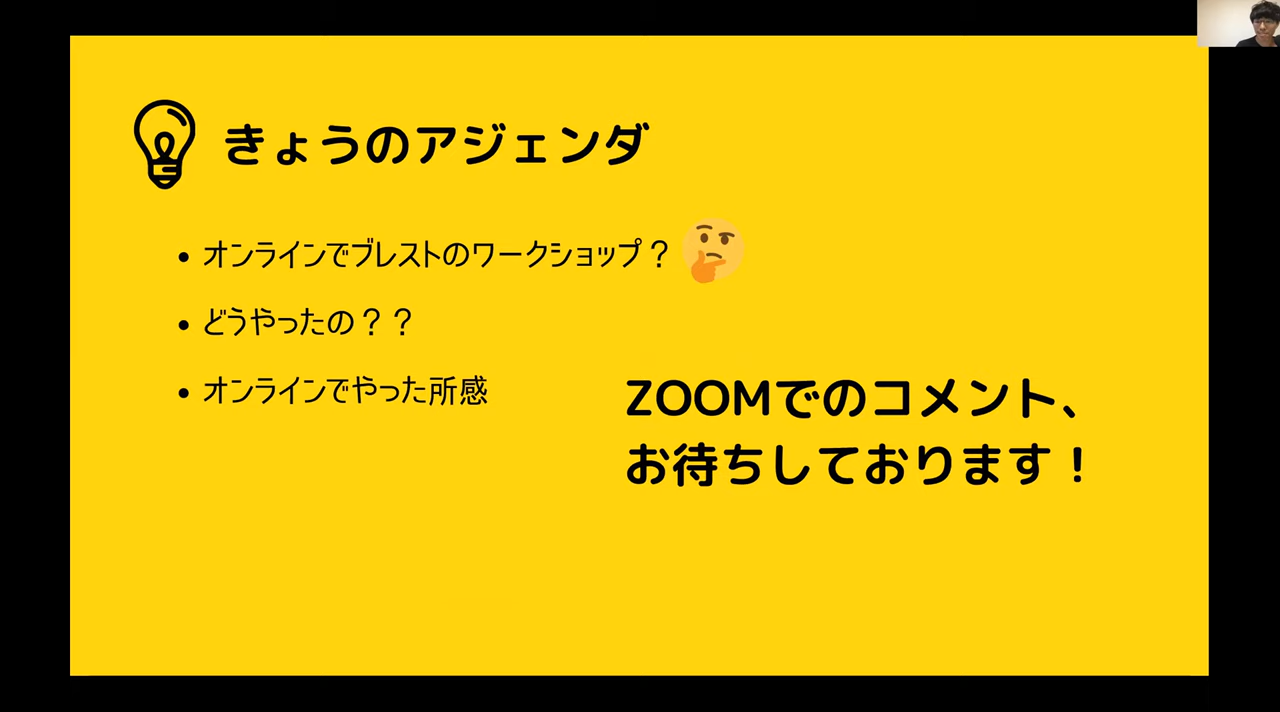 きょうのアジェンダ
オンラインでブレストのワークショップ？
どうやったの？？
オンラインでやった所感
ZOOMでのコメント、
お待ちしております！